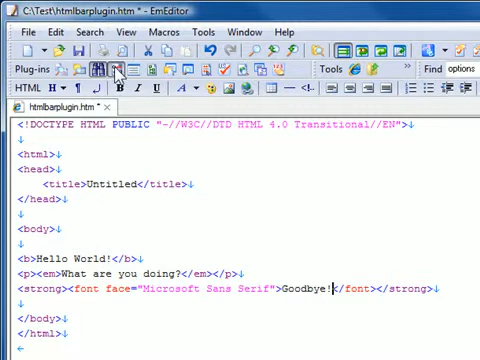 C:\Test\htmlbarplugin.htm * - EmEditor
File Edit Search View Macros Tools Window Help
Plug-ins Tools Find options
HTML H ¶ B I U A
htmlbarplugin.htm * ×
<!DOCTYPE HTML PUBLIC "-//W3C//DTD HTML 4.0 Transitional//EN">↓
↓
<html>↓
<head>↓
<title>Untitled</title>↓
</head>↓
↓
<body>↓
↓
<b>Hello World!</b>↓
<p><em>What are you doing?</em></p>↓
<strong><font face="Microsoft Sans Serif">Goodbye!</font></strong>↓
↓
</body>↓
</html>↓
←